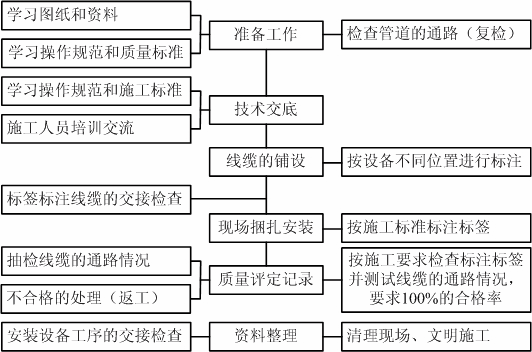 学习图纸和资料
学习操作规范和质量标准
准备工作
检查管道的通路（复检）
学习操作规范和施工标准
施工人员培训交流
技术交底
线缆的铺设
按设备不同位置进行标注
标签标注线缆的交接检查
现场捆扎安装
按施工标准标注标签
抽检线缆的通路情况
不合格的处理（返工）
质量评定记录
按施工要求检查标注标签
并测试线缆的通路情况，
要求100%的合格率
安装设备工序的交接检查
资料整理
清理现场、文明施工